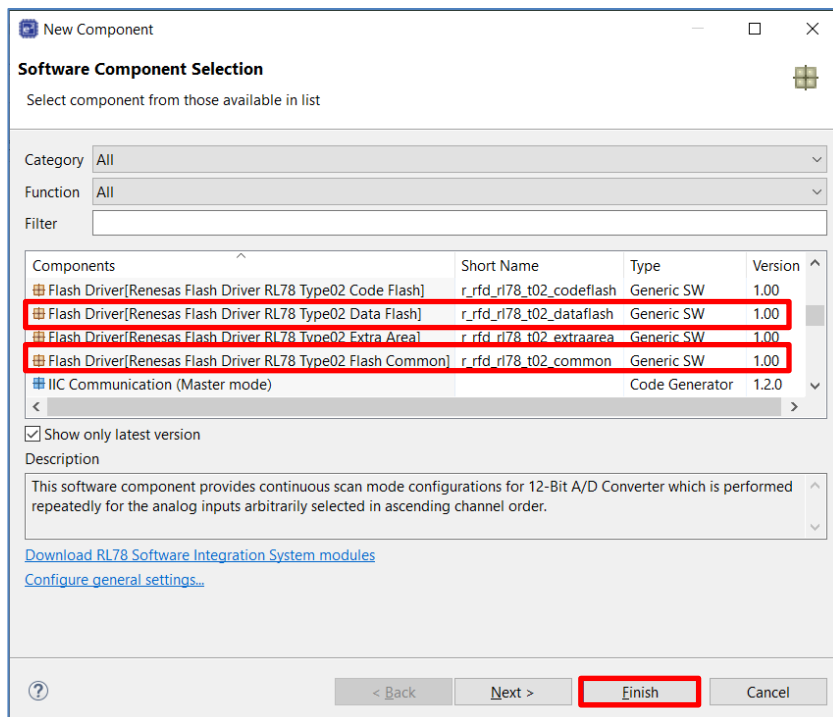 New Component
Software Component Selection
Select component from those available in list
Category All
Function All
Filter
Components Short Name Type Version
Flash Driver[Renesas Flash Driver RL78 Type02 Code Flash] r_rfd_rl78_t02_codeflash Generic SW 1.00
Flash Driver[Renesas Flash Driver RL78 Type02 Data Flash] r_rfd_rl78_t02_dataflash Generic SW 1.00
Flash Driver[Renesas Flash Driver RL78 Type02 Extra Area] r_rfd_rl78_t02_extraarea Generic SW 1.00
Flash Driver[Renesas Flash Driver RL78 Type02 Flash Common] r_rfd_rl78_t02_common Generic SW 1.00
IIC Communication (Master mode) Code Generator 1.2.0
Show only latest version
Description
This software component provides continuous scan mode configurations for 12-Bit A/D Converter which is performed
repeatedly for the analog inputs arbitrarily selected in ascending channel order.
Download RL78 Software Integration System modules
Configure general settings...
? < Back Next > Finish Cancel